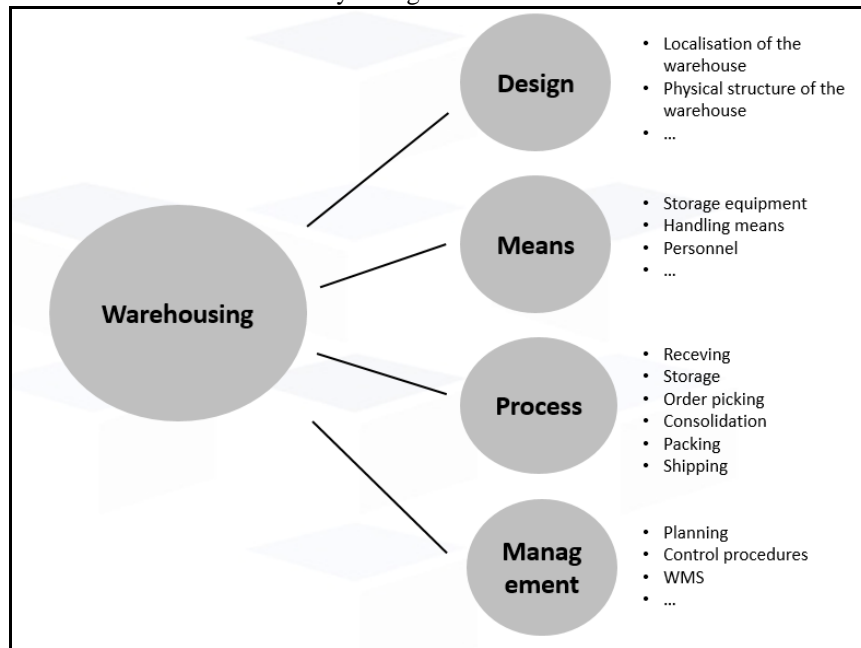 Warehousing
Design
• Localisation of the
warehouse
• Physical structure of the
warehouse
• ...
Means
• Storage equipment
• Handling means
• Personnel
• ...
Process
• Receving
• Storage
• Order picking
• Consolidation
• Packing
• Shipping
Manag
ement
• Planning
• Control procedures
• WMS
• ...